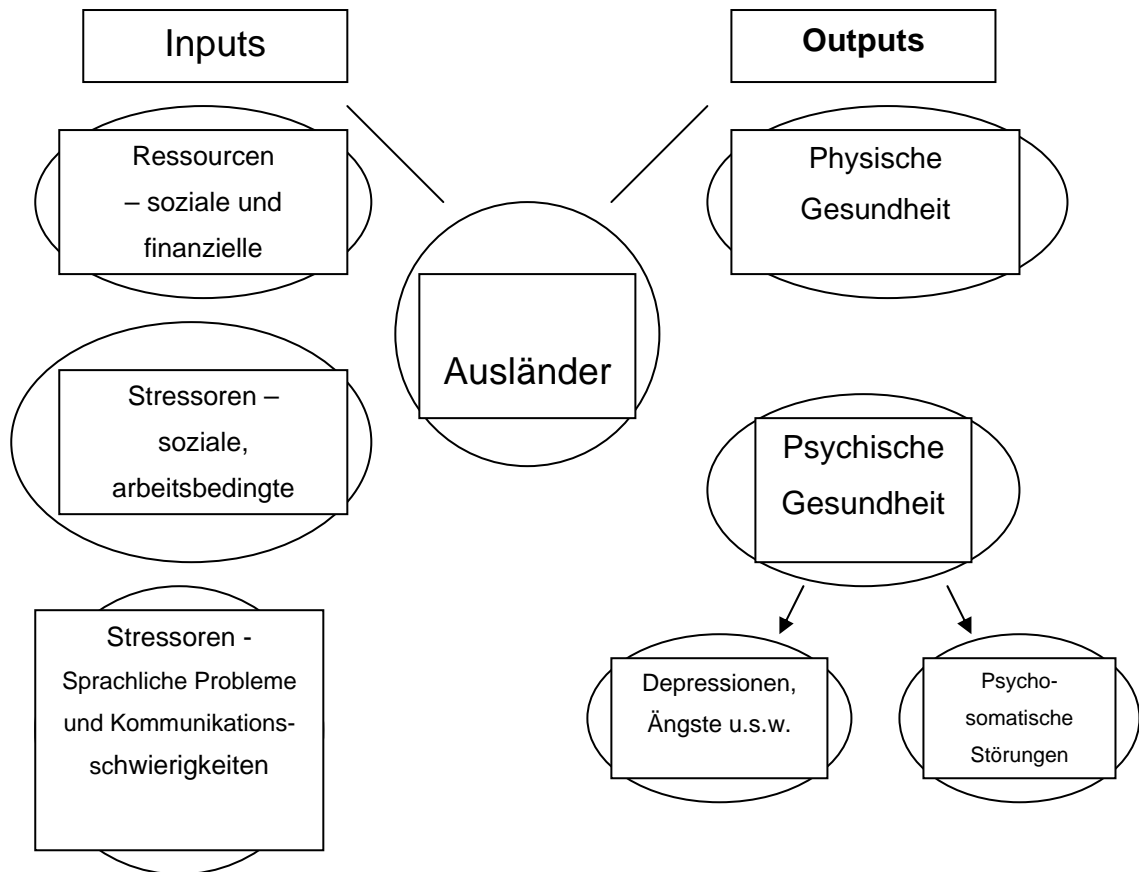 Inputs
Outputs
Ressourcen
– soziale und
finanzielle
Stressoren –
soziale,
arbeitsbedingte
Stressoren -
Sprachliche Probleme
und Kommunikations-
schwierigkeiten
Ausländer
Physische
Gesundheit
Psychische
Gesundheit
Depressionen,
Ängste u.s.w.
Psycho-
somatische
Störungen